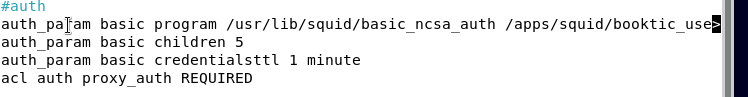 #auth
auth_param basic program /usr/lib/squid/basic_ncsa_auth /apps/squid/booktic_use>
auth_param basic children 5
auth_param basic credentialsttl 1 minute
acl auth proxy_auth REQUIRED